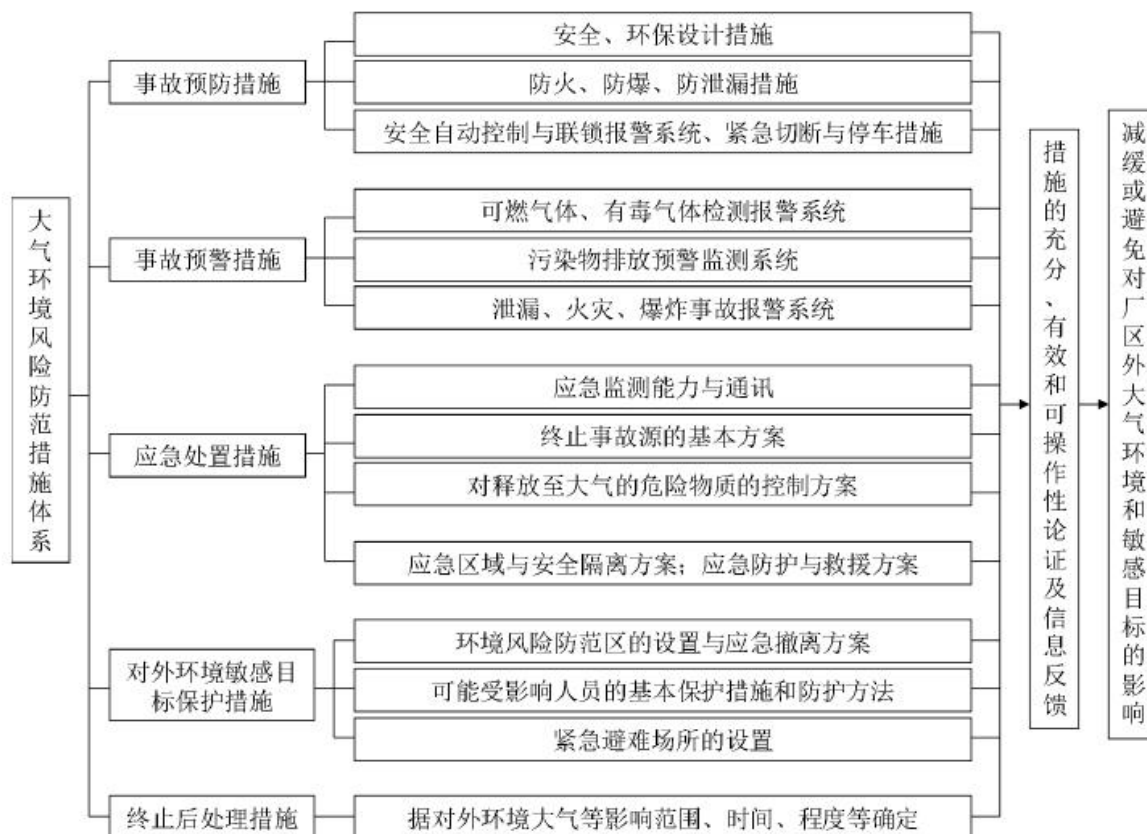 大气环境风险防范措施体系
事故预防措施
安全、环保设计措施
防火、防爆、防泄漏措施
安全自动控制与联锁报警系统、紧急切断与停车措施
事故预警措施
可燃气体、有毒气体检测报警系统
污染物排放预警监测系统
泄漏、火灾、爆炸事故报警系统
应急处置措施
应急监测能力与通讯
终止事故源的基本方案
对释放至大气的危险物质的控制方案
应急区域与安全隔离方案；应急防护与救援方案
对外环境敏感目
标保护措施
环境风险防范区的设置与应急撤离方案
可能受影响人员的基本保护措施和防护方法
紧急避难场所的设置
终止后处理措施
据对外环境大气等影响范围、时间、程度等确定
措施的充分、有效和可操作性论证及信息反馈
减缓或避免对厂区外大气环境和敏感目标的影响